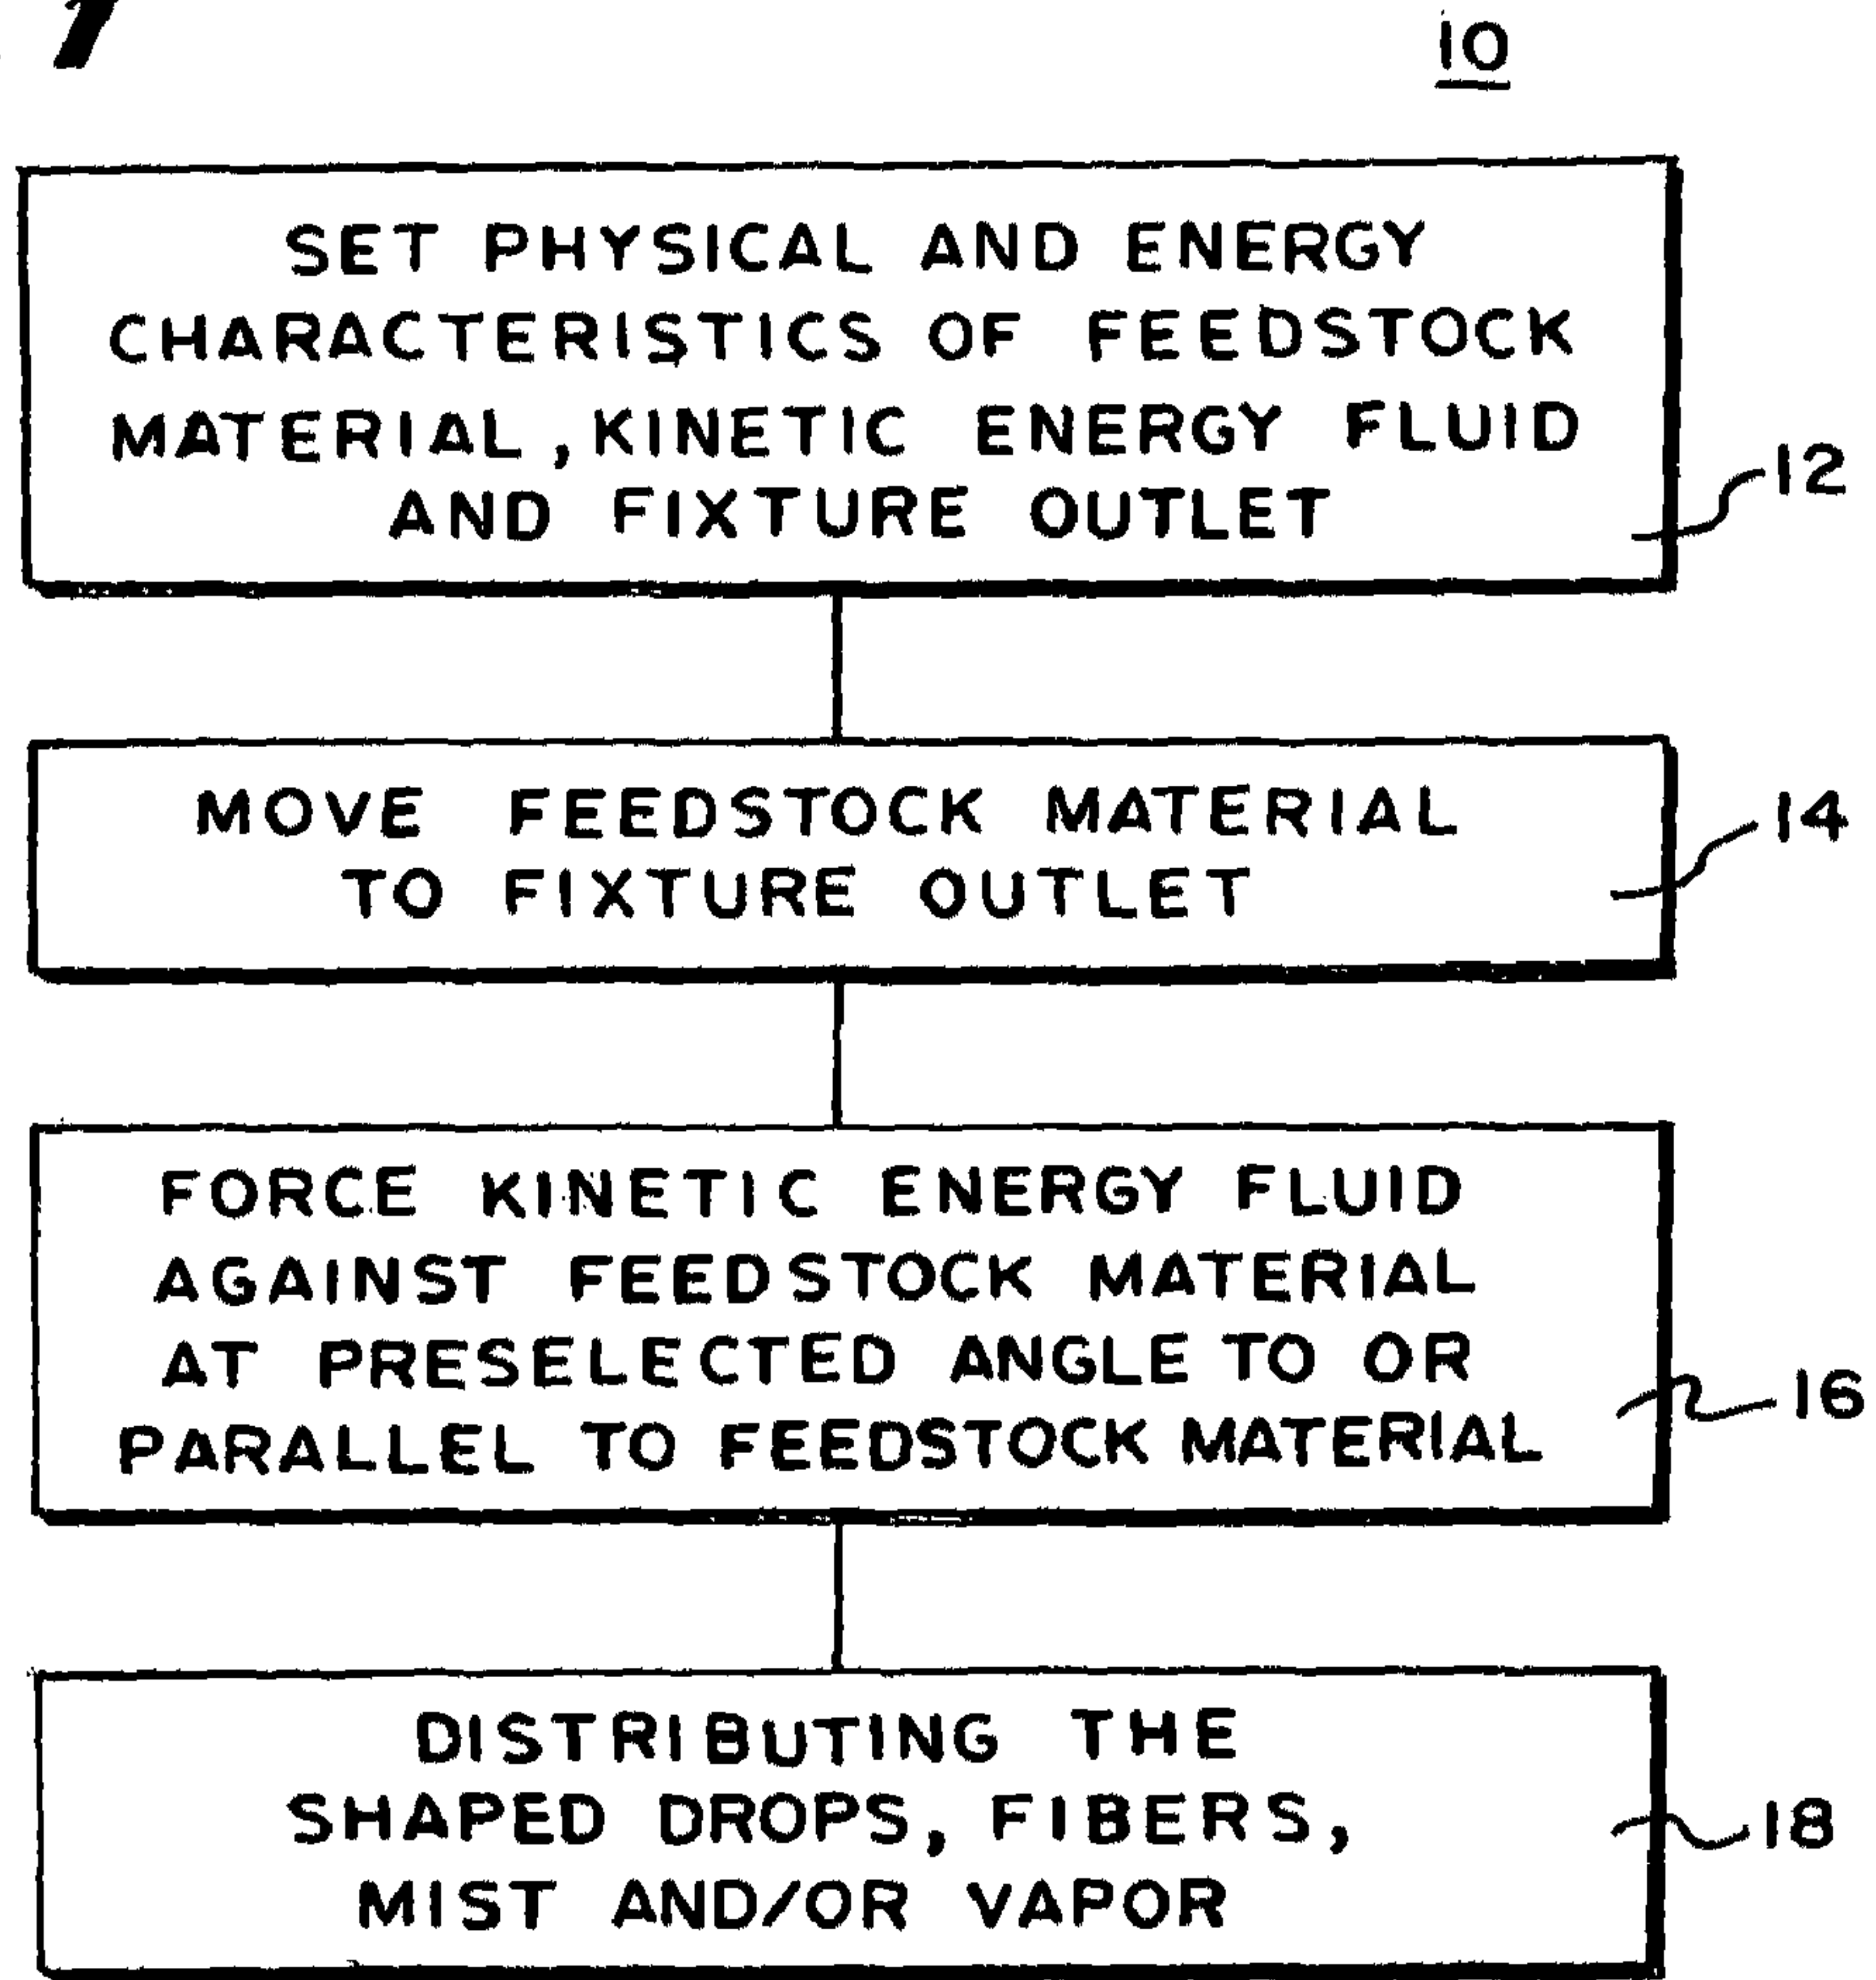 10
SET PHYSICAL AND ENERGY
CHARACTERISTICS OF FEEDSTOCK
MATERIAL, KINETIC ENERGY FLUID
AND FIXTURE OUTLET
12
MOVE FEEDSTOCK MATERIAL
TO FIXTURE OUTLET
14
FORCE KINETIC ENERGY FLUID
AGAINST FEEDSTOCK MATERIAL
AT PRESELECTED ANGLE TO OR
PARALLEL TO FEEDSTOCK MATERIAL
16
DISTRIBUTING THE
SHAPED DROPS, FIBERS,
MIST AND/OR VAPOR
18